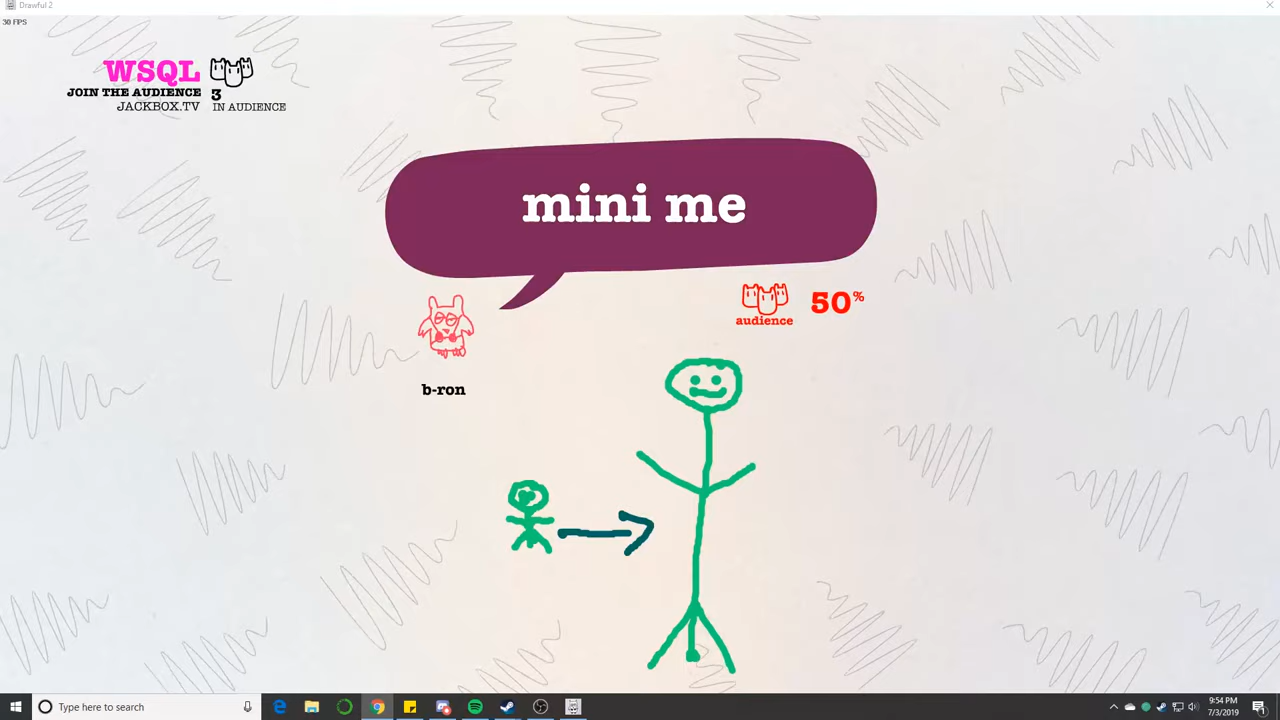 Drawful 2
30 FPS
WSQL
JOIN THE AUDIENCE
JACKBOX.TV
3
IN AUDIENCE
mini me
audience
50%
b-ron
Type here to search
9:54 PM
7/3/2019